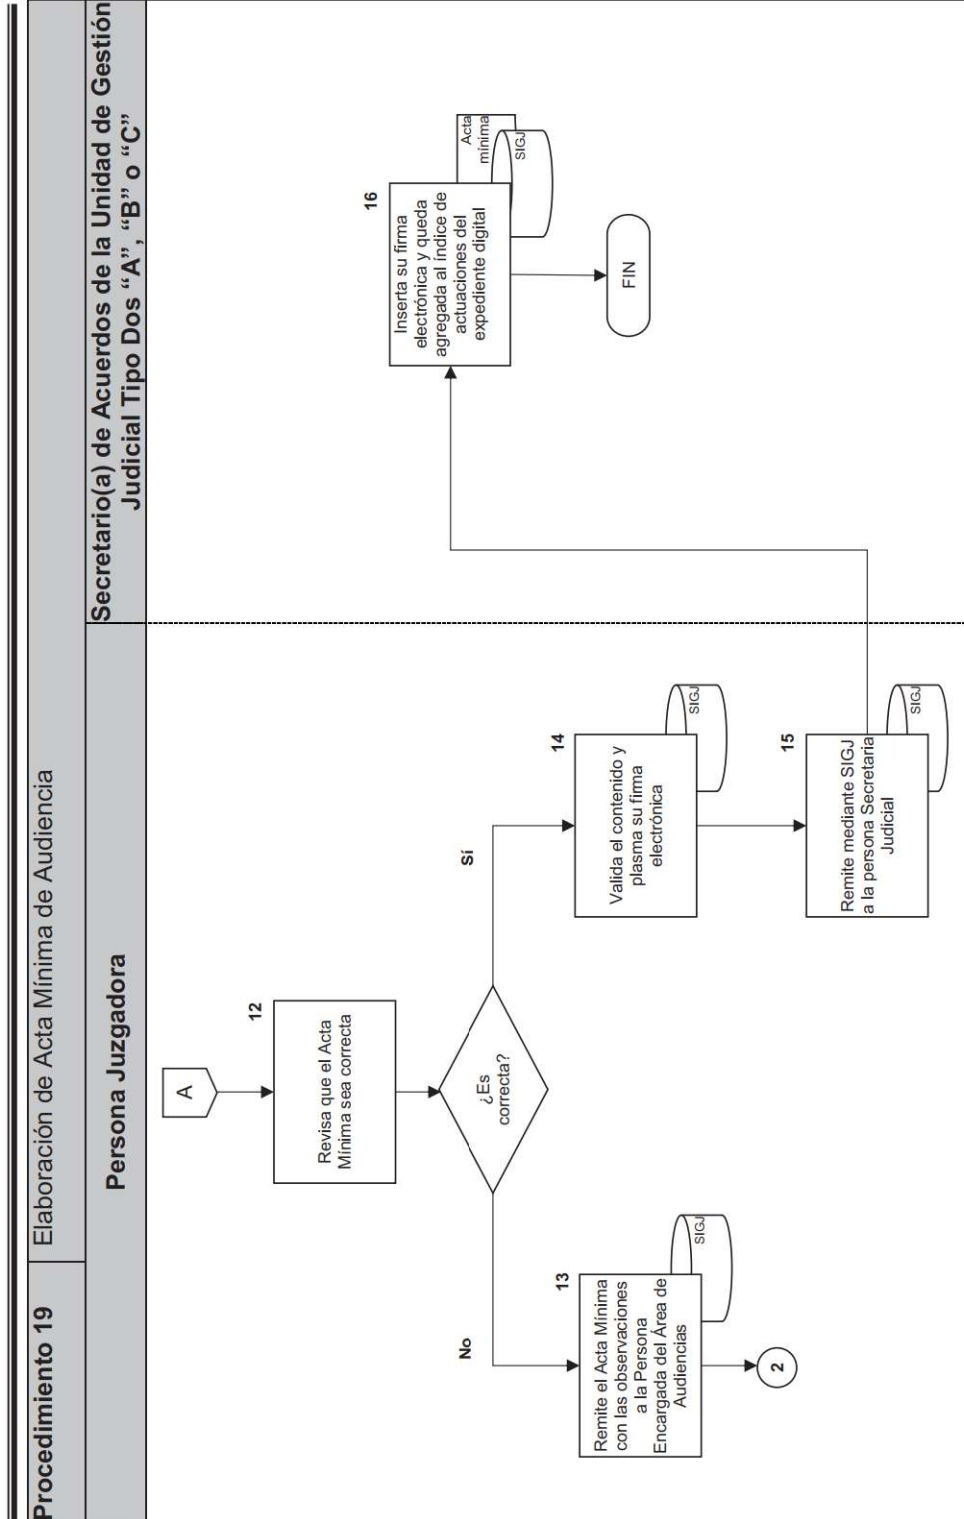 Procedimiento 19
Elaboración de Acta Mínima de Audiencia
Persona Juzgadora
Secretario(a) de Acuerdos de la Unidad de Gestión
Judicial Tipo Dos “A”, “B” o “C”
A
12
Revisa que el Acta
Mínima sea correcta
¿Es
correcta?
No
13
Remite el Acta Mínima
con las observaciones
a la Persona
Encargada del Área de
Audiencias
SIGJ
2
Sí
14
Valida el contenido y
plasma su firma
electrónica
SIGJ
15
Remite mediante SIGJ
a la persona Secretaria
Judicial
SIGJ
16
Inserta su firma
electrónica y queda
agregada al índice de
actuaciones del
expediente digital
Acta
mínima
SIGJ
FIN